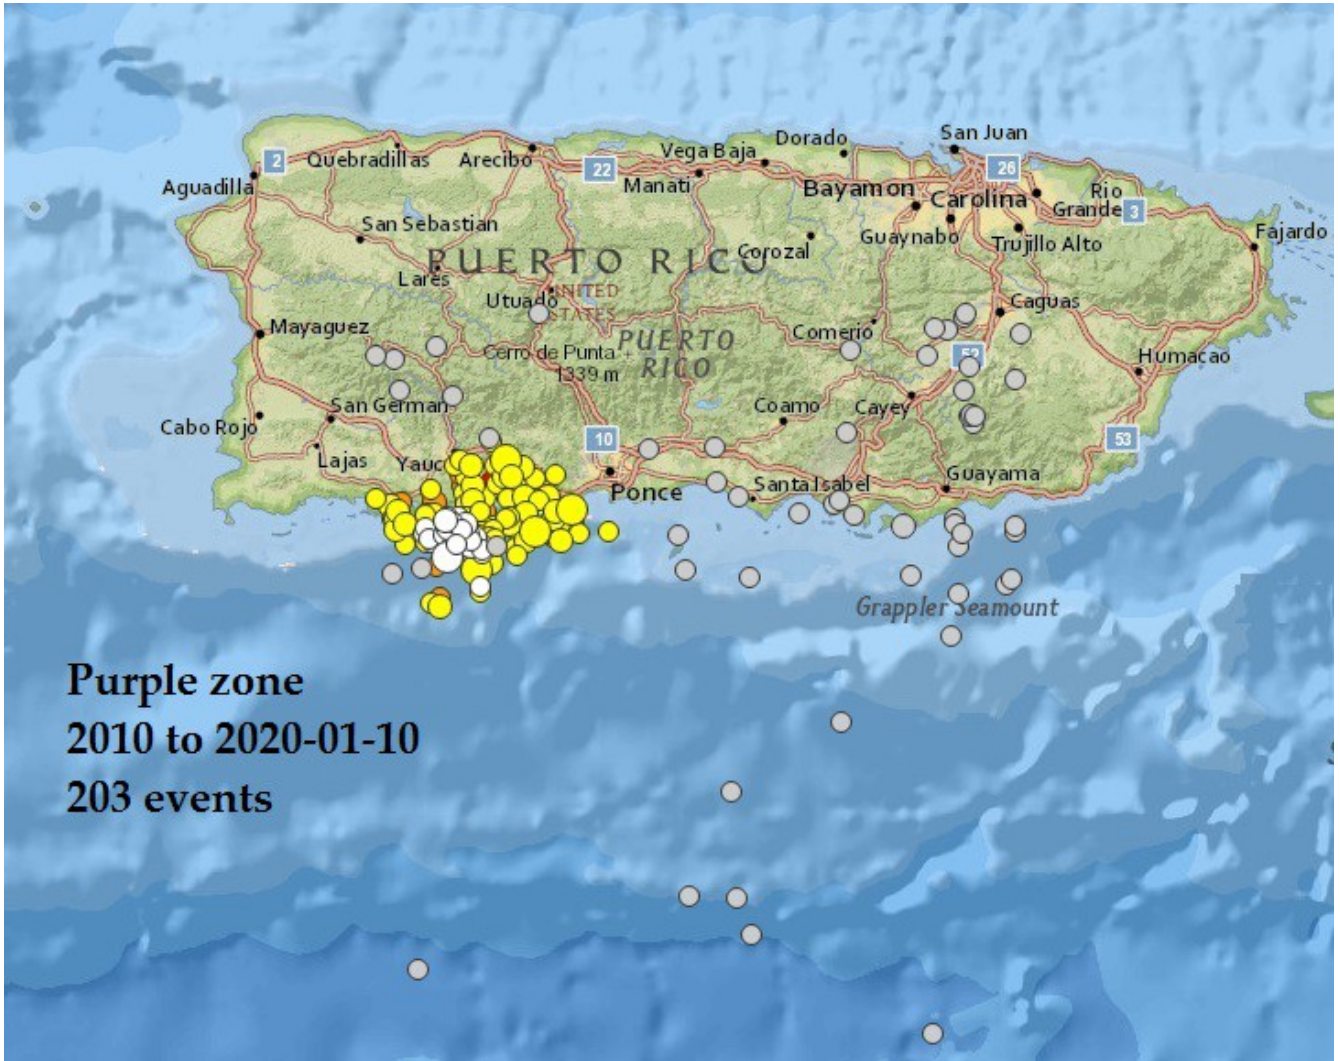 San Juan
Dorado
2
Quebradillas
Arecibo
22
Vega Baja
26
Aguadilla
Manati
Bayamon
Carolina
Rio
Grande
3
San Sebastian
Corozal
Guaynabo
Trujillo Alto
Fajardo
PUERTO RICO
Lares
Utuado
UNITED
STATES
Caguas
Mayaguez
Comerio
PUERTO
RICO
Cerro de Punta
1339 m
52
Humacao
San German
Coamo
Cayey
Cabo Rojo
10
53
Lajas
Yauc
Ponce
Santa Isabel
Guayama
Grappler Seamount
Purple zone
2010 to 2020-01-10
203 events